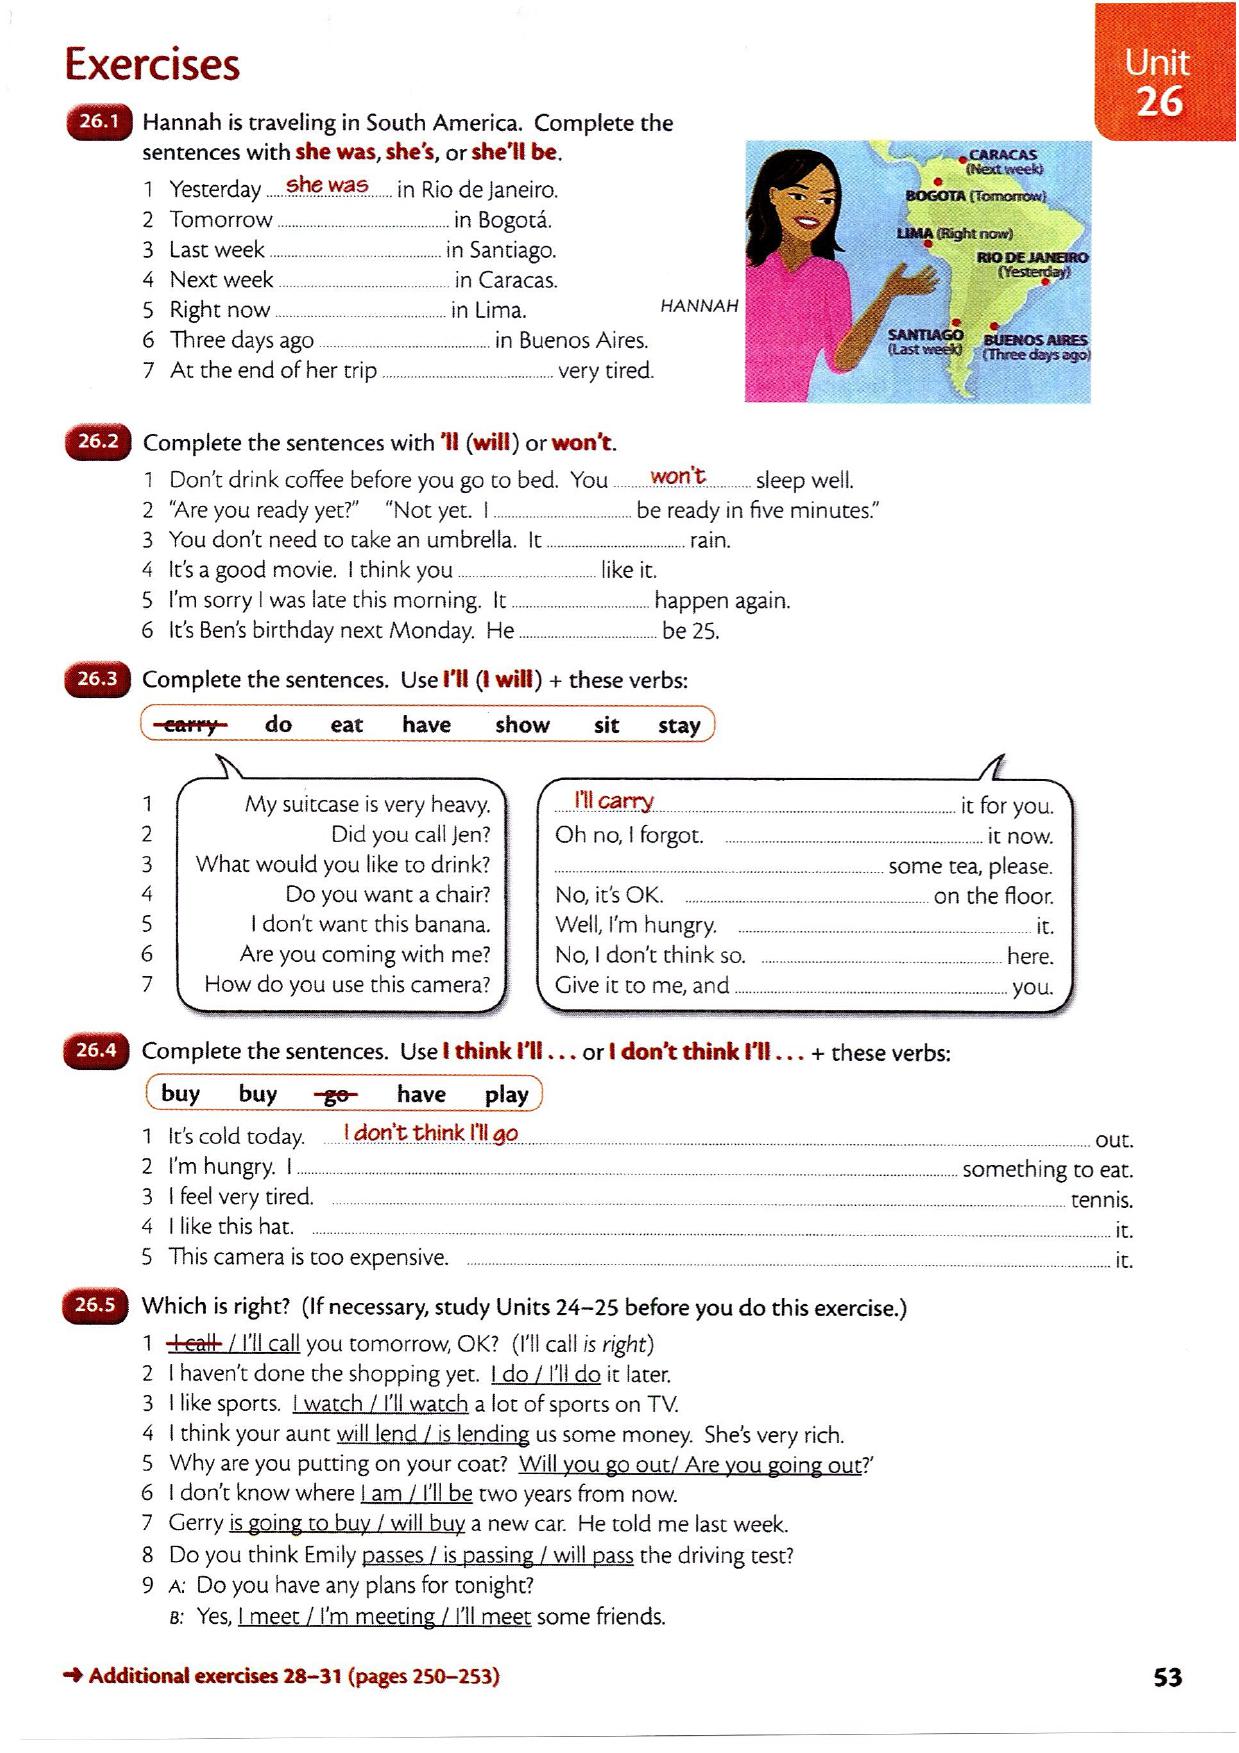 Exercises
Unit
26
26.1 Hannah is traveling in South America. Complete the
sentences with she was, she's, or she'll be.
1 Yesterday ... she was ... in Rio de Janeiro.
2 Tomorrow ... in Bogotá.
3 Last week ... in Santiago.
4 Next week ... in Caracas.
5 Right now ... in Lima.
6 Three days ago ... in Buenos Aires.
7 At the end of her trip ... very tired.
HANNAH
CARACAS
(Next week)
BOGOTA (Tomorrow)
LIMA (Right now)
RIO DE JANEIRO
(Yesterday)
SANTIAGO
(Last week)
BUENOS AIRES
(Three days ago)
26.2 Complete the sentences with 'll (will) or won't.
1 Don't drink coffee before you go to bed. You ... won't ... sleep well.
2 "Are you ready yet?" "Not yet. I ... be ready in five minutes."
3 You don't need to take an umbrella. It ... rain.
4 It's a good movie. I think you ... like it.
5 I'm sorry I was late this morning. It ... happen again.
6 It's Ben's birthday next Monday. He ... be 25.
26.3 Complete the sentences. Use I'll (I will) + these verbs:
carry do eat have show sit stay
1 My suitcase is very heavy. I'll carry ... it for you.
2 Did you call Jen? Oh no, I forgot. ... it now.
3 What would you like to drink? ... some tea, please.
4 Do you want a chair? No, it's OK. ... on the floor.
5 I don't want this banana. Well, I'm hungry. ... it.
6 Are you coming with me? No, I don't think so. ... here.
7 How do you use this camera? Give it to me, and ... you.
26.4 Complete the sentences. Use I think I'll ... or I don't think I'll ... + these verbs:
buy buy go have play
1 It's cold today. ... I don't think I'll go ... out.
2 I'm hungry. I ... something to eat.
3 I feel very tired. ... tennis.
4 I like this hat. ... it.
5 This camera is too expensive. ... it.
26.5 Which is right? (If necessary, study Units 24–25 before you do this exercise.)
1 I call / I'll call you tomorrow, OK? (I'll call is right)
2 I haven't done the shopping yet. I do / I'll do it later.
3 I like sports. I watch / I'll watch a lot of sports on TV.
4 I think your aunt will lend / is lending us some money. She's very rich.
5 Why are you putting on your coat? Will you go out/ Are you going out?'
6 I don't know where I am / I'll be two years from now.
7 Gerry is going to buy / will buy a new car. He told me last week.
8 Do you think Emily passes / is passing / will pass the driving test?
9 A: Do you have any plans for tonight?
B: Yes, I meet / I'm meeting / I'll meet some friends.
➜ Additional exercises 28–31 (pages 250–253)
53